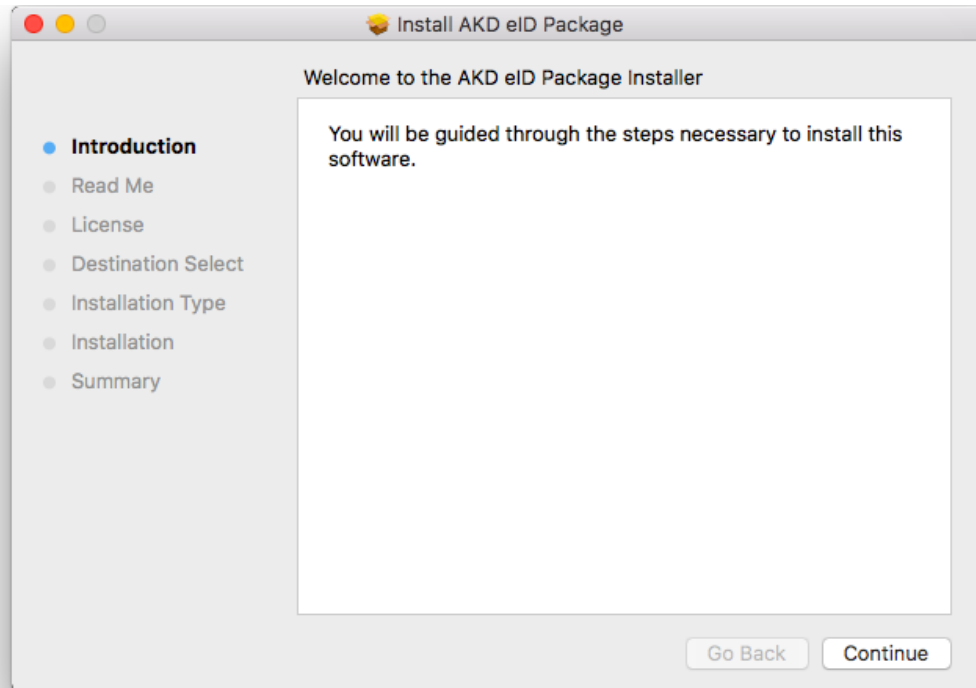 Install AKD eID Package
Welcome to the AKD eID Package Installer
Introduction
Read Me
License
Destination Select
Installation Type
Installation
Summary
You will be guided through the steps necessary to install this
software.
Go Back
Continue